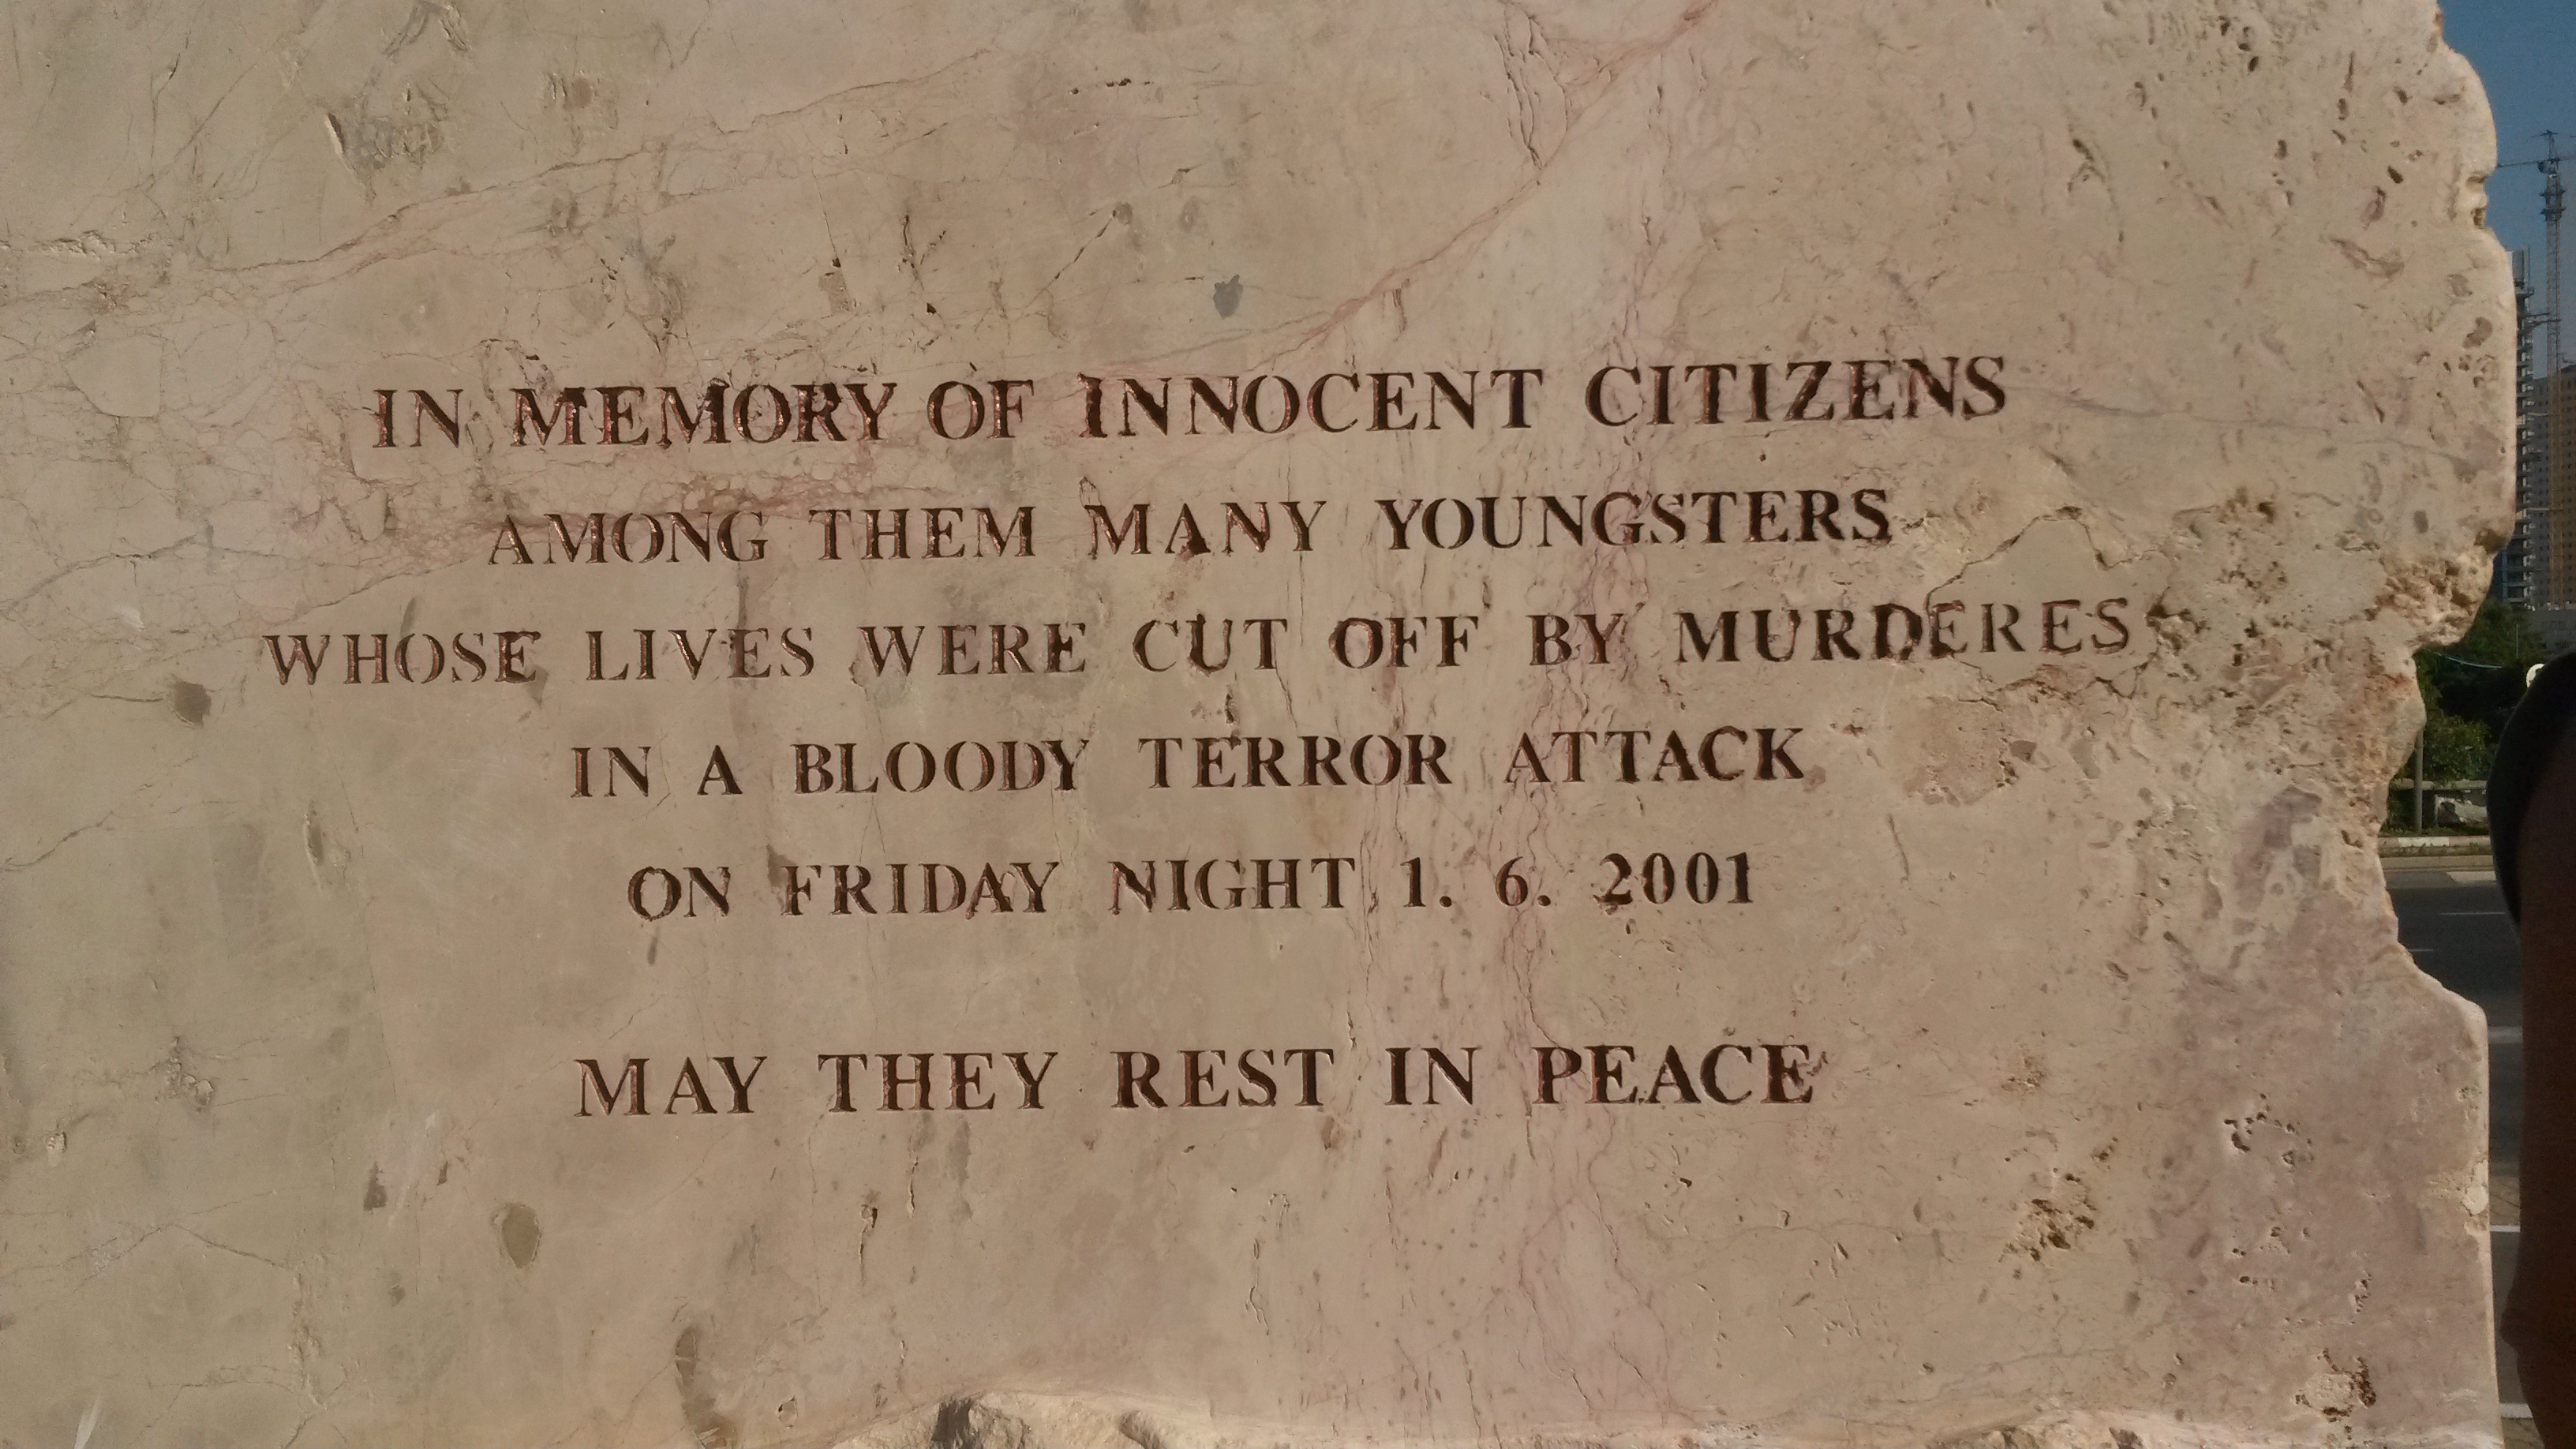 IN MEMORY OF INNOCENT CITIZENS
AMONG THEM MANY YOUNGSTERS
WHOSE LIVES WERE CUT OFF BY MURDERES
IN A BLOODY TERROR ATTACK
ON FRIDAY NIGHT 1. 6. 2001
MAY THEY REST IN PEACE